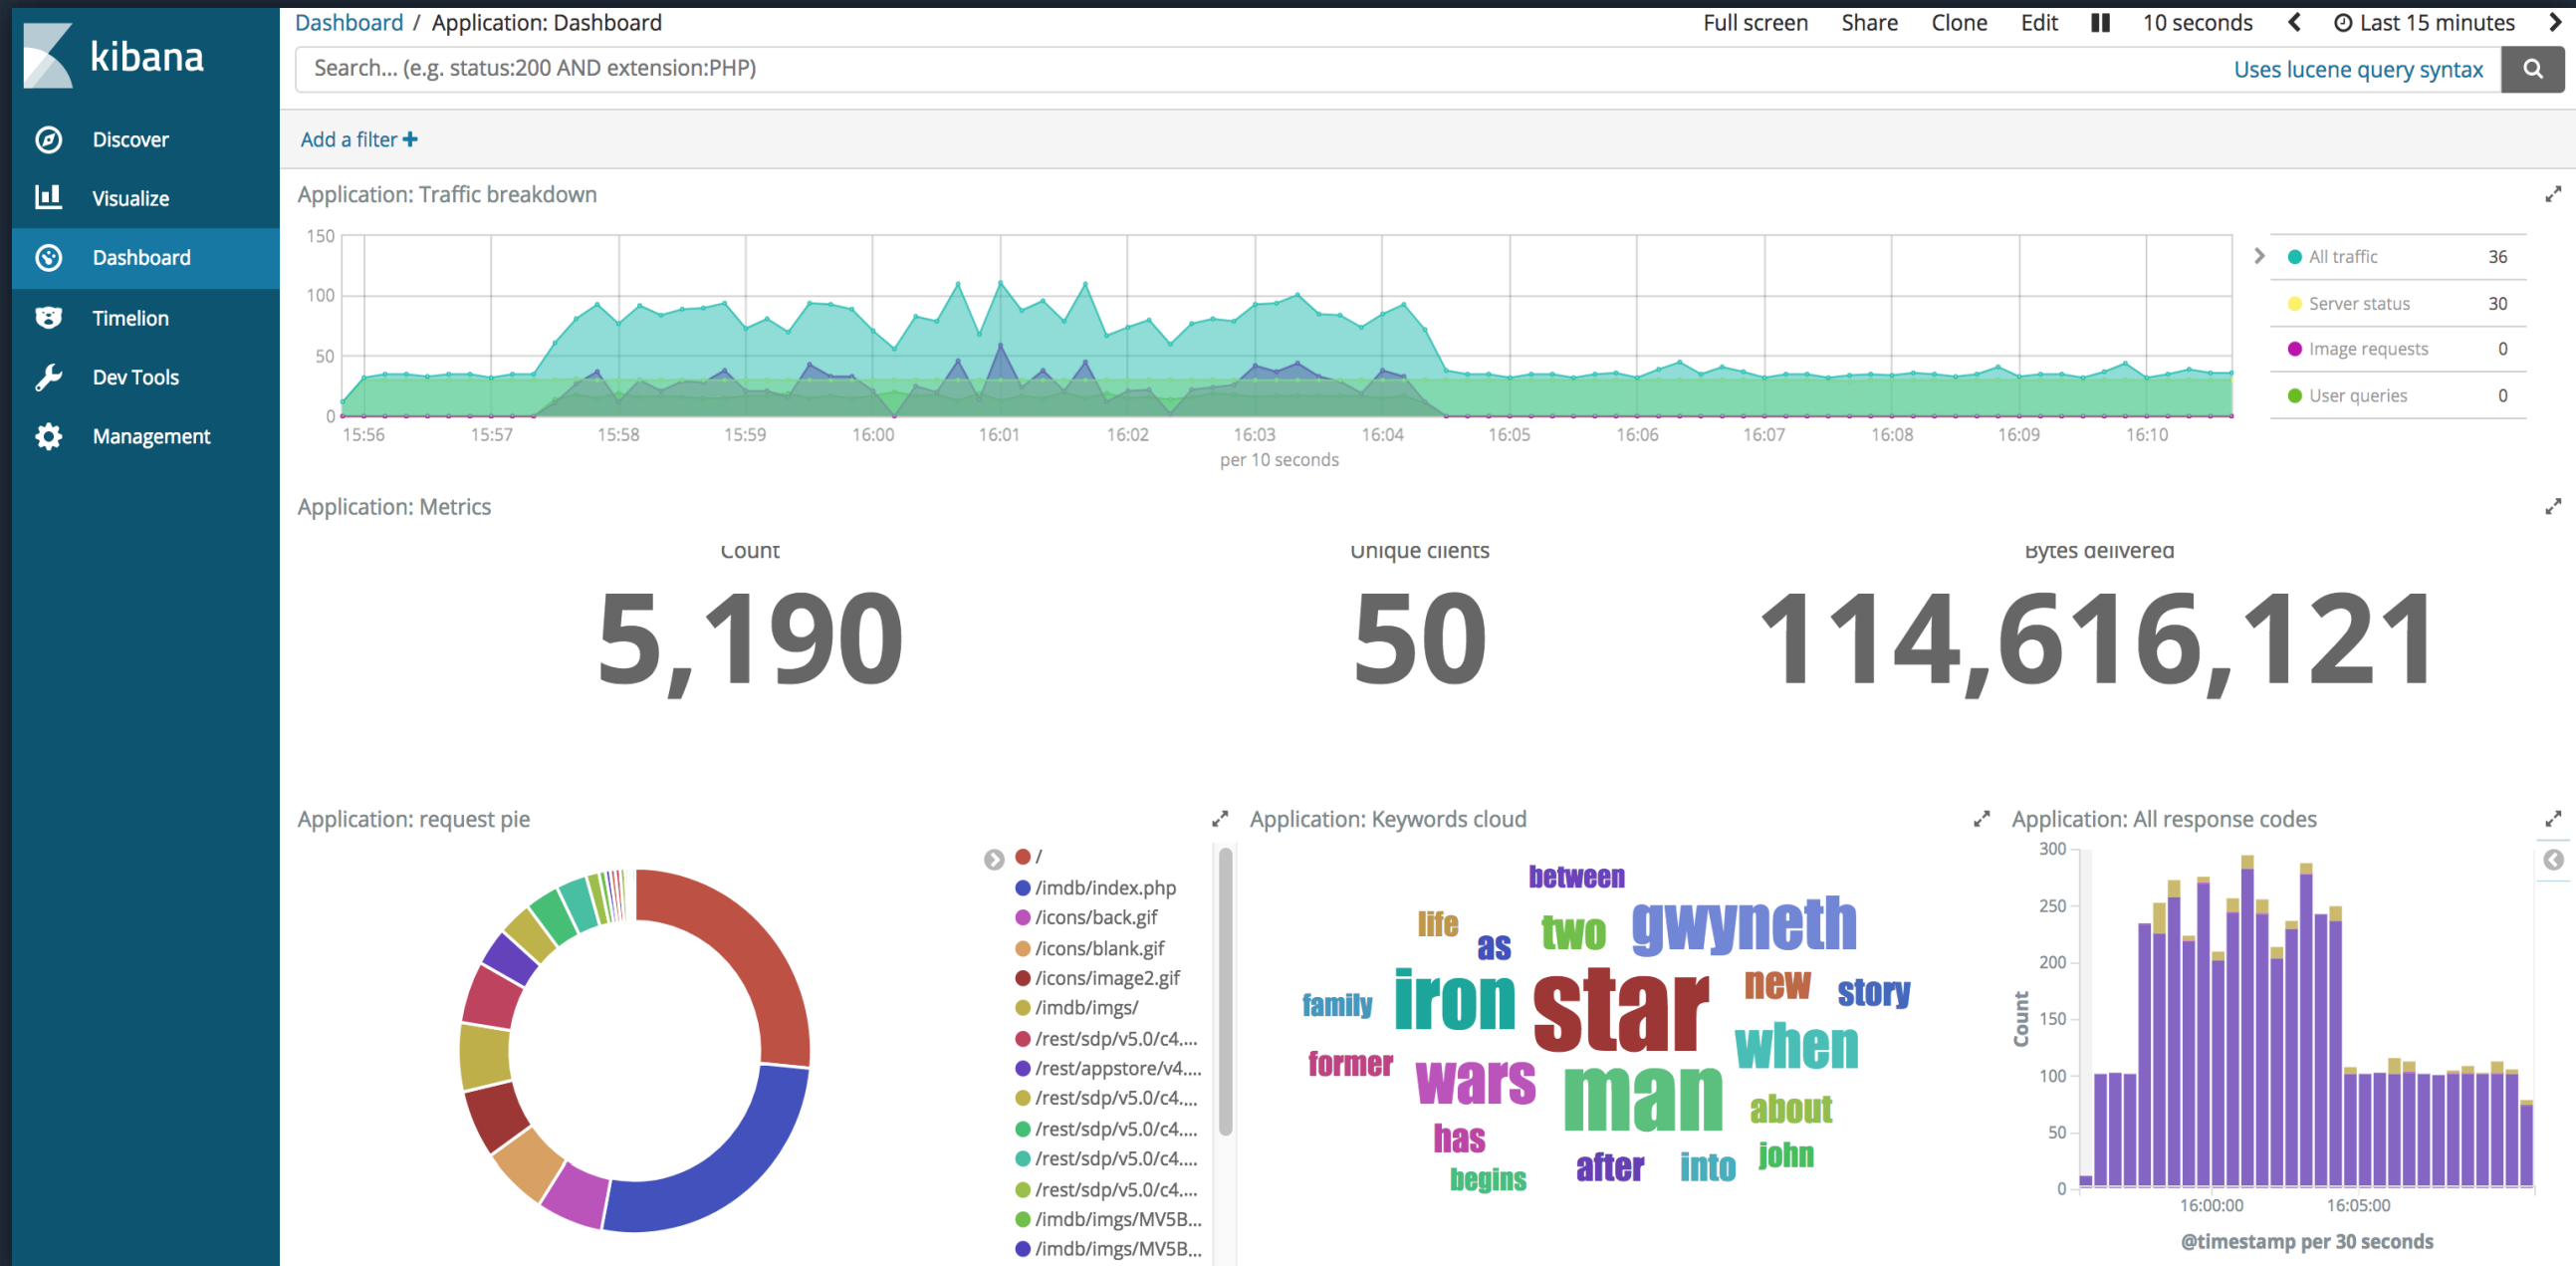 kibana
Discover
Visualize
Dashboard
Timelion
Dev Tools
Management
Dashboard / Application: Dashboard
Full screen Share Clone Edit 10 seconds Last 15 minutes
Search... (e.g. status:200 AND extension:PHP)
Uses lucene query syntax
Add a filter
Application: Traffic breakdown
150
100
50
0
15:56 15:57 15:58 15:59 16:00 16:01 16:02 16:03 16:04 16:05 16:06 16:07 16:08 16:09 16:10
per 10 seconds
All traffic 36
Server status 30
Image requests 0
User queries 0
Application: Metrics
Count
5,190
Unique clients
50
Bytes delivered
114,616,121
Application: request pie
/
/imdb/index.php
/icons/back.gif
/icons/blank.gif
/icons/image2.gif
/imdb/imgs/
/rest/sdp/v5.0/c4....
/rest/appstore/v4....
/rest/sdp/v5.0/c4....
/rest/sdp/v5.0/c4....
/rest/sdp/v5.0/c4....
/rest/sdp/v5.0/c4....
/imdb/imgs/MV5B...
/imdb/imgs/MV5B...
Application: Keywords cloud
between
life as two gwyneth
family iron star new story
former wars man when
has about
begins after into john
Application: All response codes
300
250
200
150
100
50
0
Count
16:00:00 16:05:00
@timestamp per 30 seconds